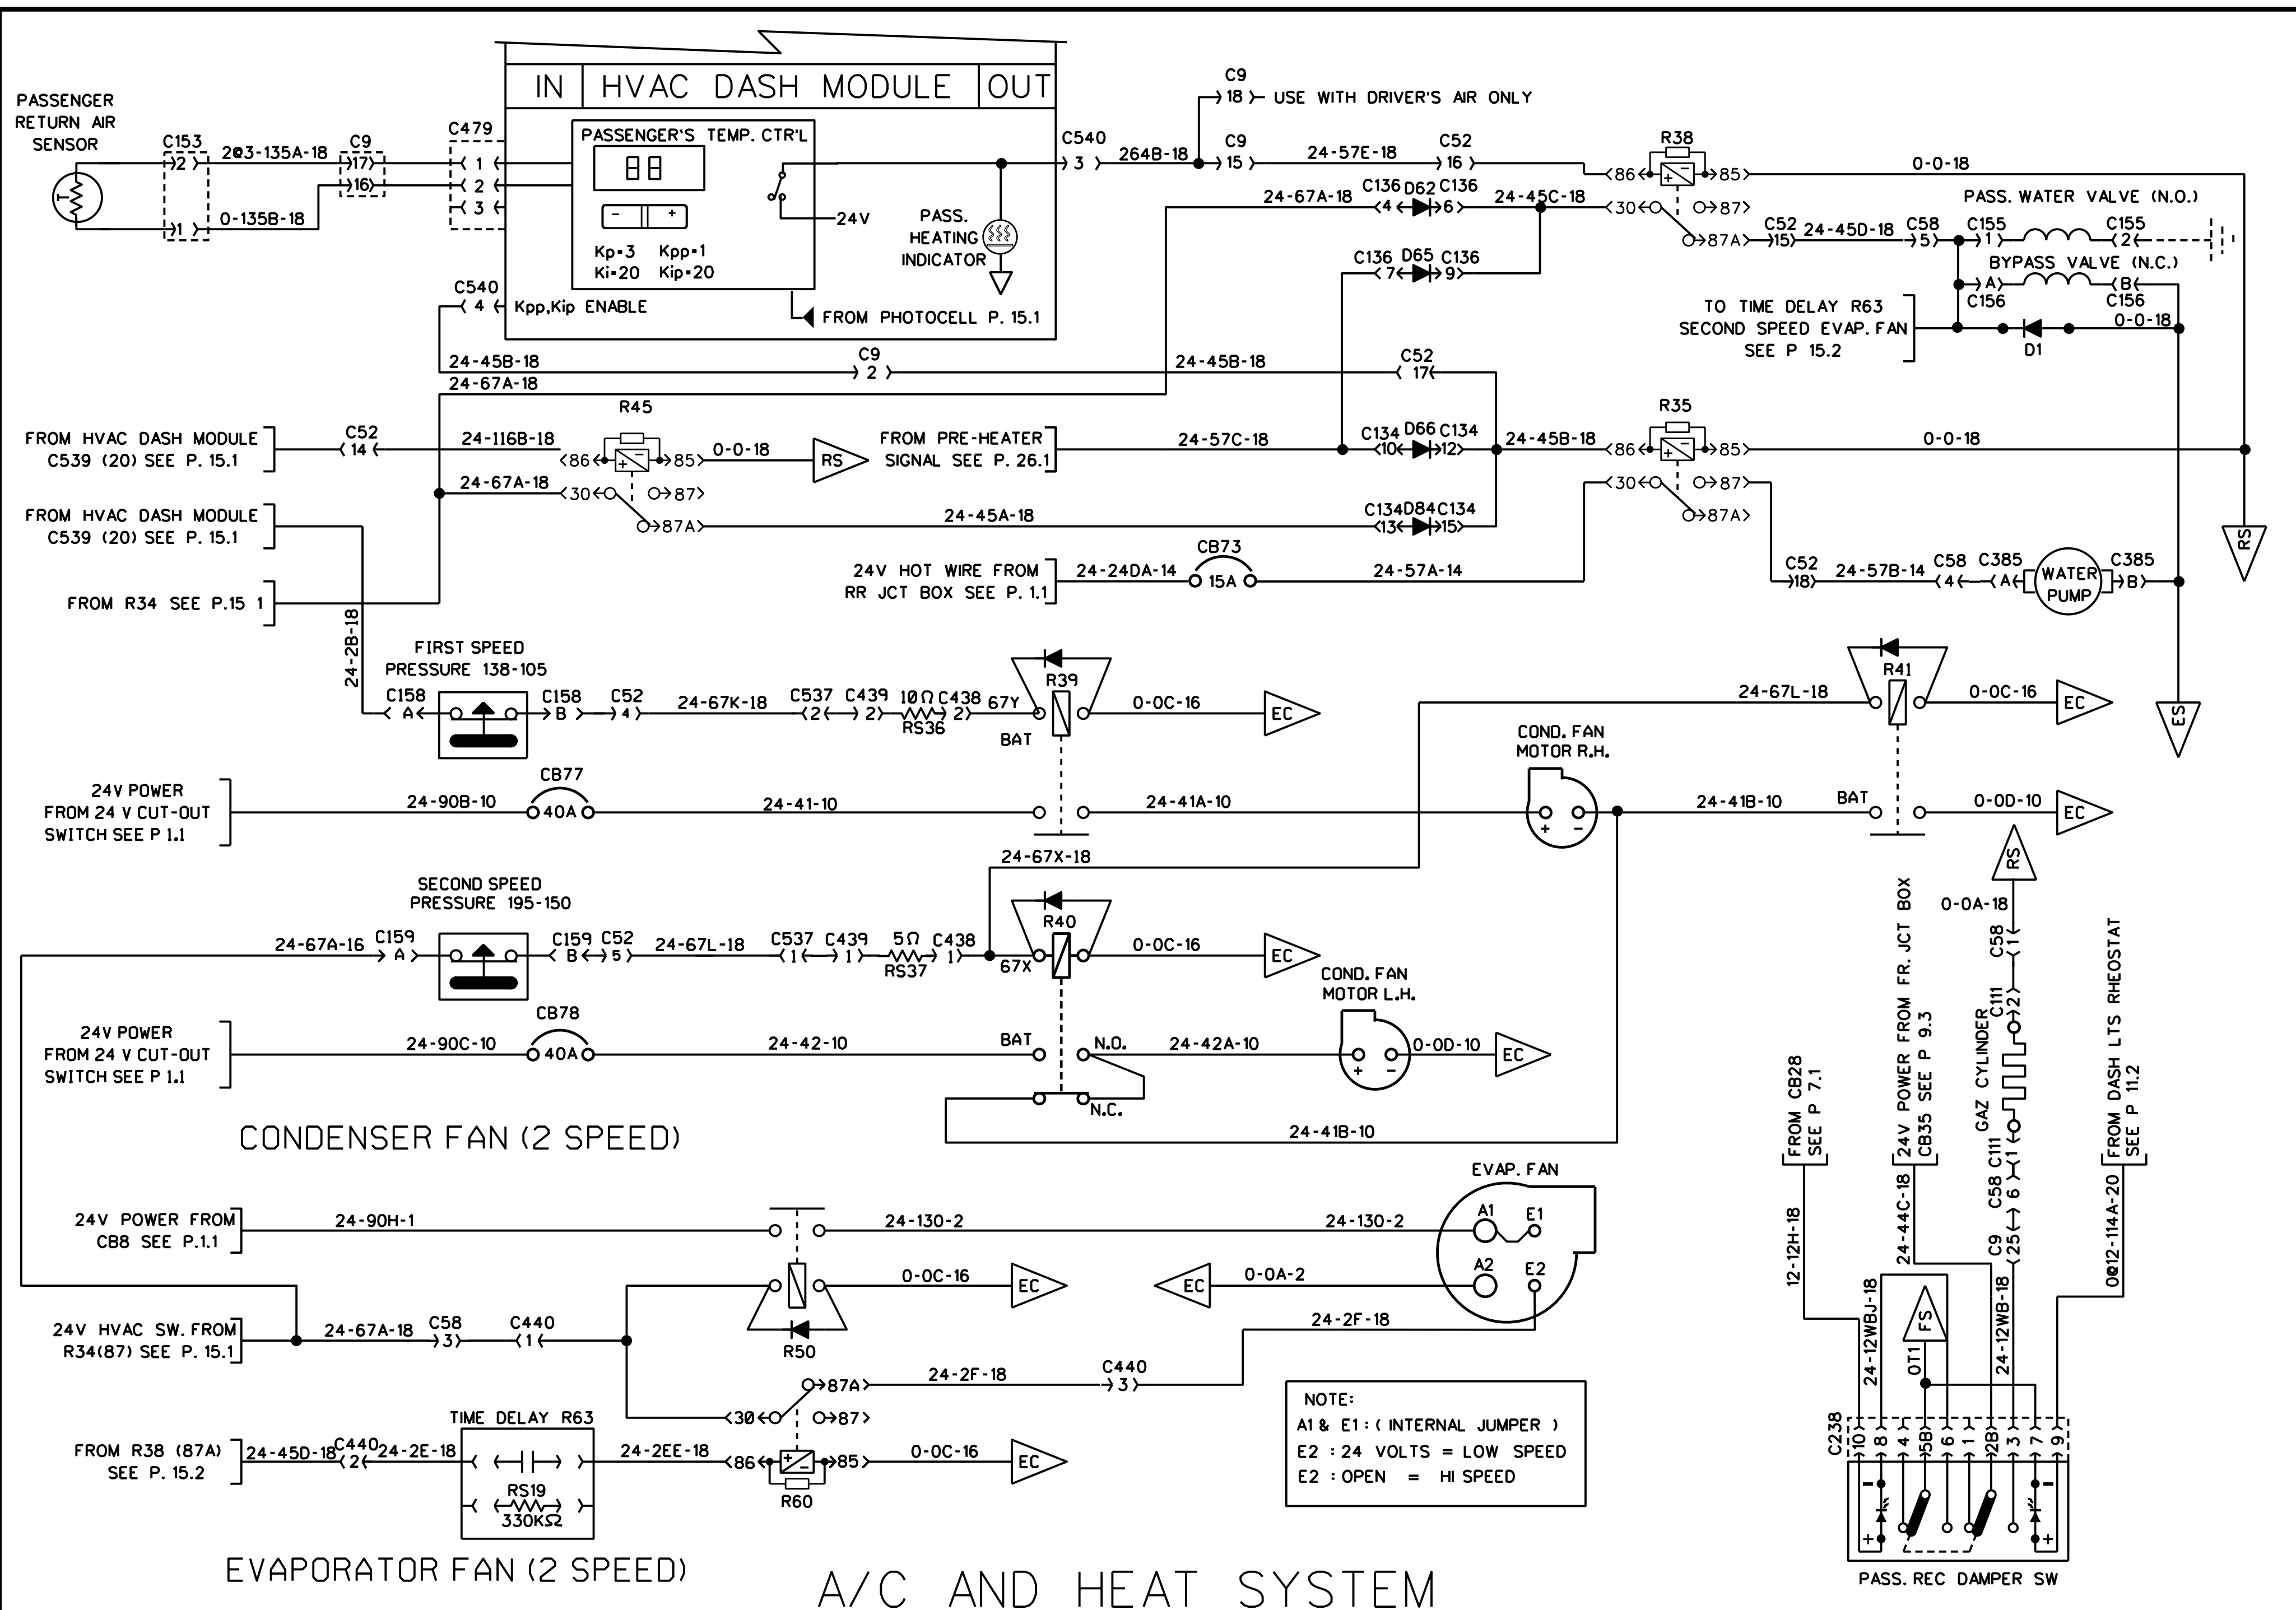 IN HVAC DASH MODULE OUT
PASSENGER
RETURN AIR
SENSOR
C153
2
1
2@3-135A-18
0-135B-18
C9
17
16
C479
1
2
3
PASSENGER'S TEMP. CTR'L
88
- +
Kp=3 Kpp=1
Ki=20 Kip=20
24V
PASS.
HEATING
INDICATOR
C540
4
Kpp,Kip ENABLE
FROM PHOTOCELL P. 15.1
C540
3
264B-18
C9
18
USE WITH DRIVER'S AIR ONLY
C9
15
24-57E-18
C52
16
R38
86
+ -
85
0-0-18
24-67A-18
C136 D62 C136
4 6
24-45C-18
30
87
87A
C136 D65 C136
7 9
C52
15
24-45D-18
C58
5
PASS. WATER VALVE (N.O.)
C155
1
C155
2
BYPASS VALVE (N.C.)
A
C156
B
C156
0-0-18
D1
TO TIME DELAY R63
SECOND SPEED EVAP. FAN
SEE P 15.2
24-45B-18
C9
2
24-45B-18
C52
17
24-67A-18
FROM HVAC DASH MODULE
C539 (20) SEE P. 15.1
C52
14
24-116B-18
R45
86
+ -
85
0-0-18
RS
24-67A-18
30
87
87A
24-45A-18
FROM PRE-HEATER
SIGNAL SEE P. 26.1
24-57C-18
C134 D66 C134
10 12
24-45B-18
R35
86
+ -
85
0-0-18
30
87
87A
C134 D84 C134
13 15
RS
FROM HVAC DASH MODULE
C539 (20) SEE P. 15.1
24-2B-18
FROM R34 SEE P.15 1
24V HOT WIRE FROM
RR JCT BOX SEE P. 1.1
24-24DA-14
CB73
15A
24-57A-14
C52
18
24-57B-14
C58
4
C385
A
WATER
PUMP
C385
B
ES
FIRST SPEED
PRESSURE 138-105
C158
A
C158
B
C52
4
24-67K-18
C537
2
C439
2
10Ω
RS36
C438
2
67Y
R39
BAT
0-0C-16
EC
24-67L-18
R41
0-0C-16
EC
24V POWER
FROM 24 V CUT-OUT
SWITCH SEE P 1.1
24-90B-10
CB77
40A
24-41-10
24-41A-10
COND. FAN
MOTOR R.H.
+ -
24-41B-10
BAT
0-0D-10
EC
24-67X-18
SECOND SPEED
PRESSURE 195-150
24-67A-16
C159
A
C159
B
C52
5
24-67L-18
C537
1
C439
1
5Ω
RS37
C438
1
67X
R40
0-0C-16
EC
24V POWER
FROM 24 V CUT-OUT
SWITCH SEE P 1.1
24-90C-10
CB78
40A
24-42-10
BAT
N.O.
N.C.
24-42A-10
COND. FAN
MOTOR L.H.
+ -
0-0D-10
EC
24-41B-10
CONDENSER FAN (2 SPEED)
24V POWER FROM
CB8 SEE P.1.1
24-90H-1
24-130-2
24-130-2
EVAP. FAN
A1 E1
A2 E2
0-0C-16
EC
EC
0-0A-2
R50
24V HVAC SW. FROM
R34(87) SEE P. 15.1
24-67A-18
C58
3
C440
1
24-2F-18
24-2F-18
C440
3
30
87A
87
FROM R38 (87A)
SEE P. 15.2
24-45D-18
C440
2
24-2E-18
TIME DELAY R63
RS19
330KΩ
24-2EE-18
86
+ -
85
R60
0-0C-16
EC
NOTE:
A1 & E1 : ( INTERNAL JUMPER )
E2 : 24 VOLTS = LOW SPEED
E2 : OPEN = HI SPEED
FROM CB28
SEE P 7.1
12-12H-18
24V POWER FROM FR. JCT BOX
CB35 SEE P 9.3
24-44C-18
RS
0-0A-18
C58
1
C111
2
GAZ CYLINDER
C111
1
C58
6
C9
25
24-12WB-18
FROM DASH LTS RHEOSTAT
SEE P 11.2
0@12-114A-20
24-12WBJ-18
FS
0T1
C238
10 8 4 5B 6 1 2B 3 7 9
- -
+ +
PASS. REC DAMPER SW
EVAPORATOR FAN (2 SPEED)
A/C AND HEAT SYSTEM